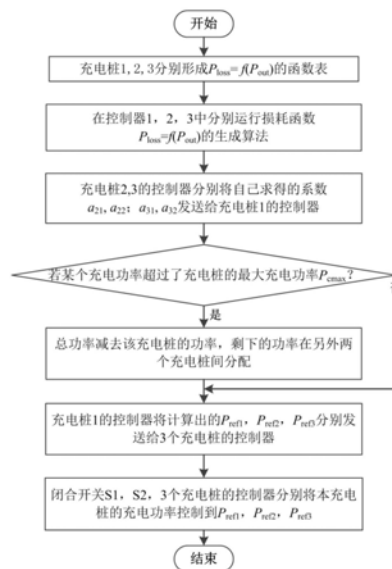 开始
充电桩1,2,3分别形成Ploss=f(Pout)的函数表
在控制器1，2，3中分别运行损耗函数
Ploss=f(Pout)的生成算法
充电桩2,3的控制器分别将自己求得的系数
a21,a22；a31,a32发送给充电桩1的控制器
若某个充电功率超过了充电桩的最大充电功率Pcmax？
是
总功率减去该充电桩的功率，剩下的功率在另外两
个充电桩间分配
充电桩1的控制器将计算出的Pref1，Pref2，Pref3分别发
送给3个充电桩的控制器
闭合开关S1，S2，3个充电桩的控制器分别将本充电
桩的充电功率控制到Pref1，Pref2，Pref3
结束